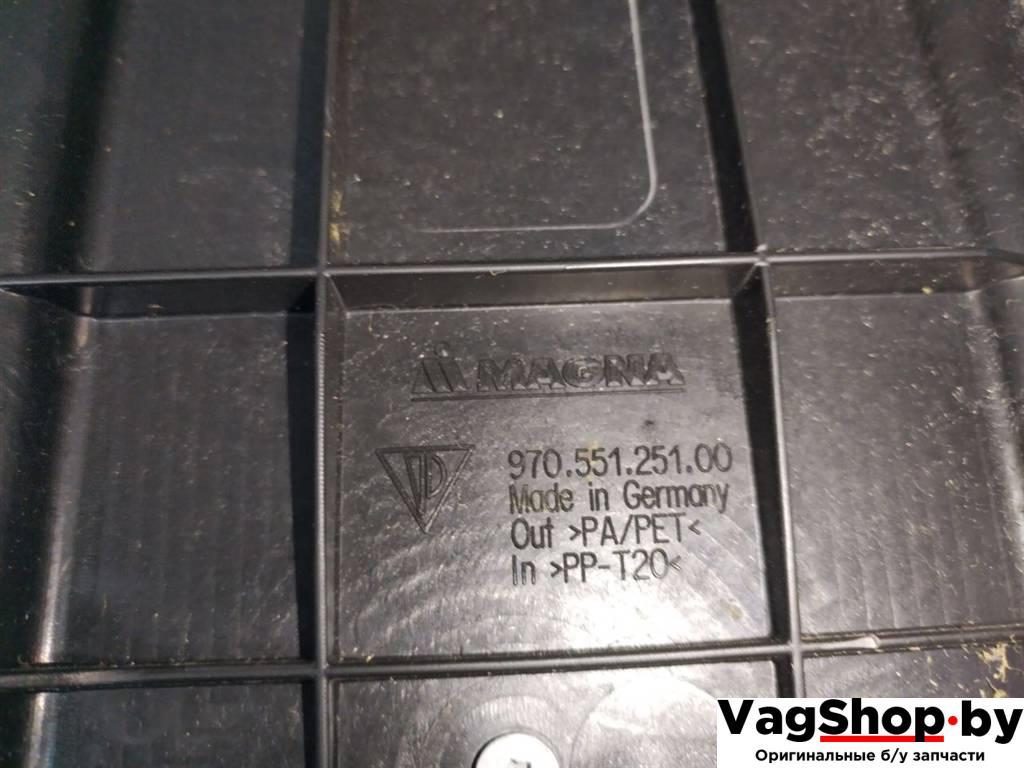 MAGNA
970.551.251.00
Made in Germany
Out >PA/PET<
In >PP-T20<
VagShop.by
Оригинальные б/у запчасти